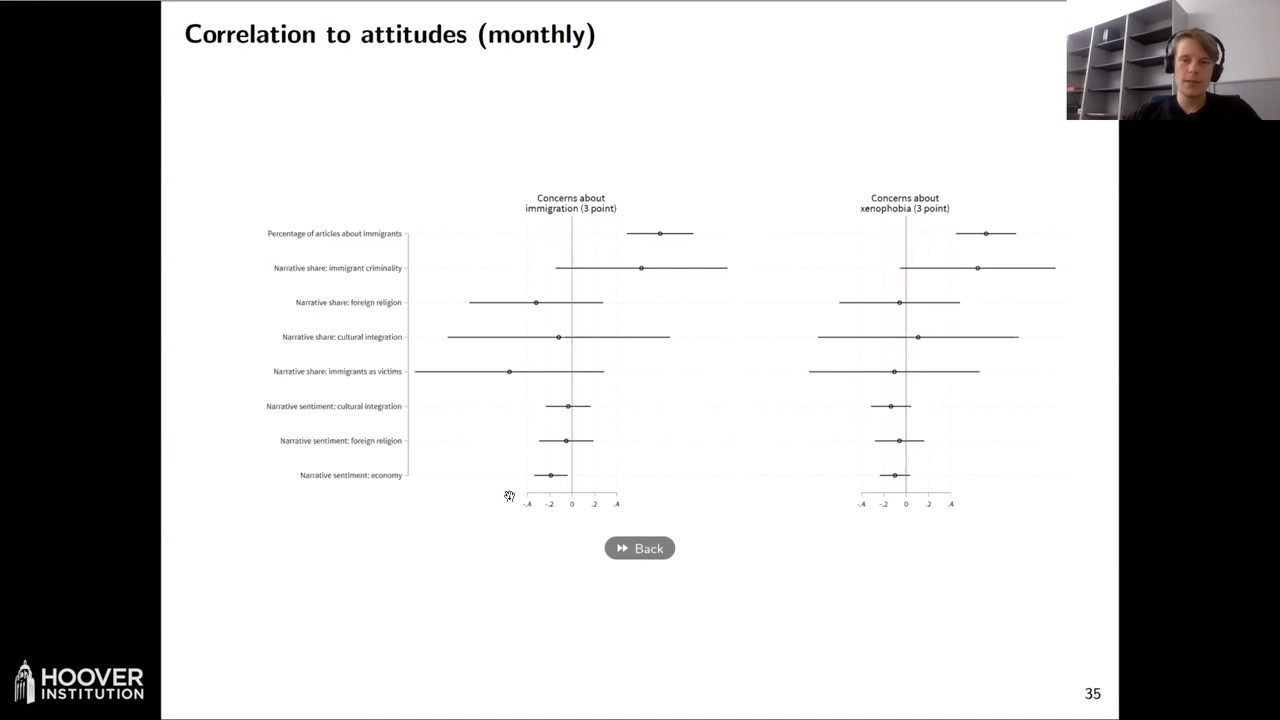 Correlation to attitudes (monthly)
Concerns about
immigration (3 point)
Concerns about
xenophobia (3 point)
Percentage of articles about immigrants
Narrative share: immigrant criminality
Narrative share: foreign religion
Narrative share: cultural integration
Narrative share: immigrants as victims
Narrative sentiment: cultural integration
Narrative sentiment: foreign religion
Narrative sentiment: economy
-.4 -.2 0 .2 .4
-.4 -.2 0 .2 .4
Back
HOOVER
INSTITUTION
35